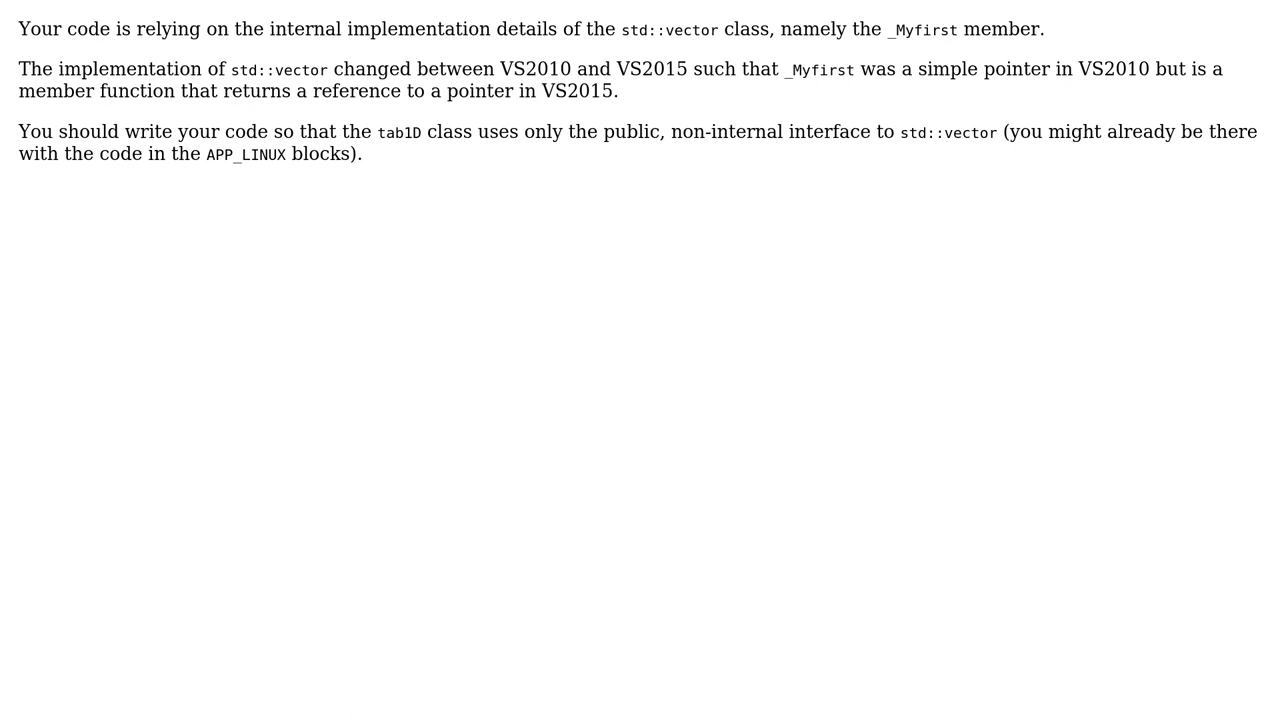 Your code is relying on the internal implementation details of the std::vector class, namely the _Myfirst member.
The implementation of std::vector changed between VS2010 and VS2015 such that _Myfirst was a simple pointer in VS2010 but is a
member function that returns a reference to a pointer in VS2015.
You should write your code so that the tab1D class uses only the public, non-internal interface to std::vector (you might already be there
with the code in the APP_LINUX blocks).